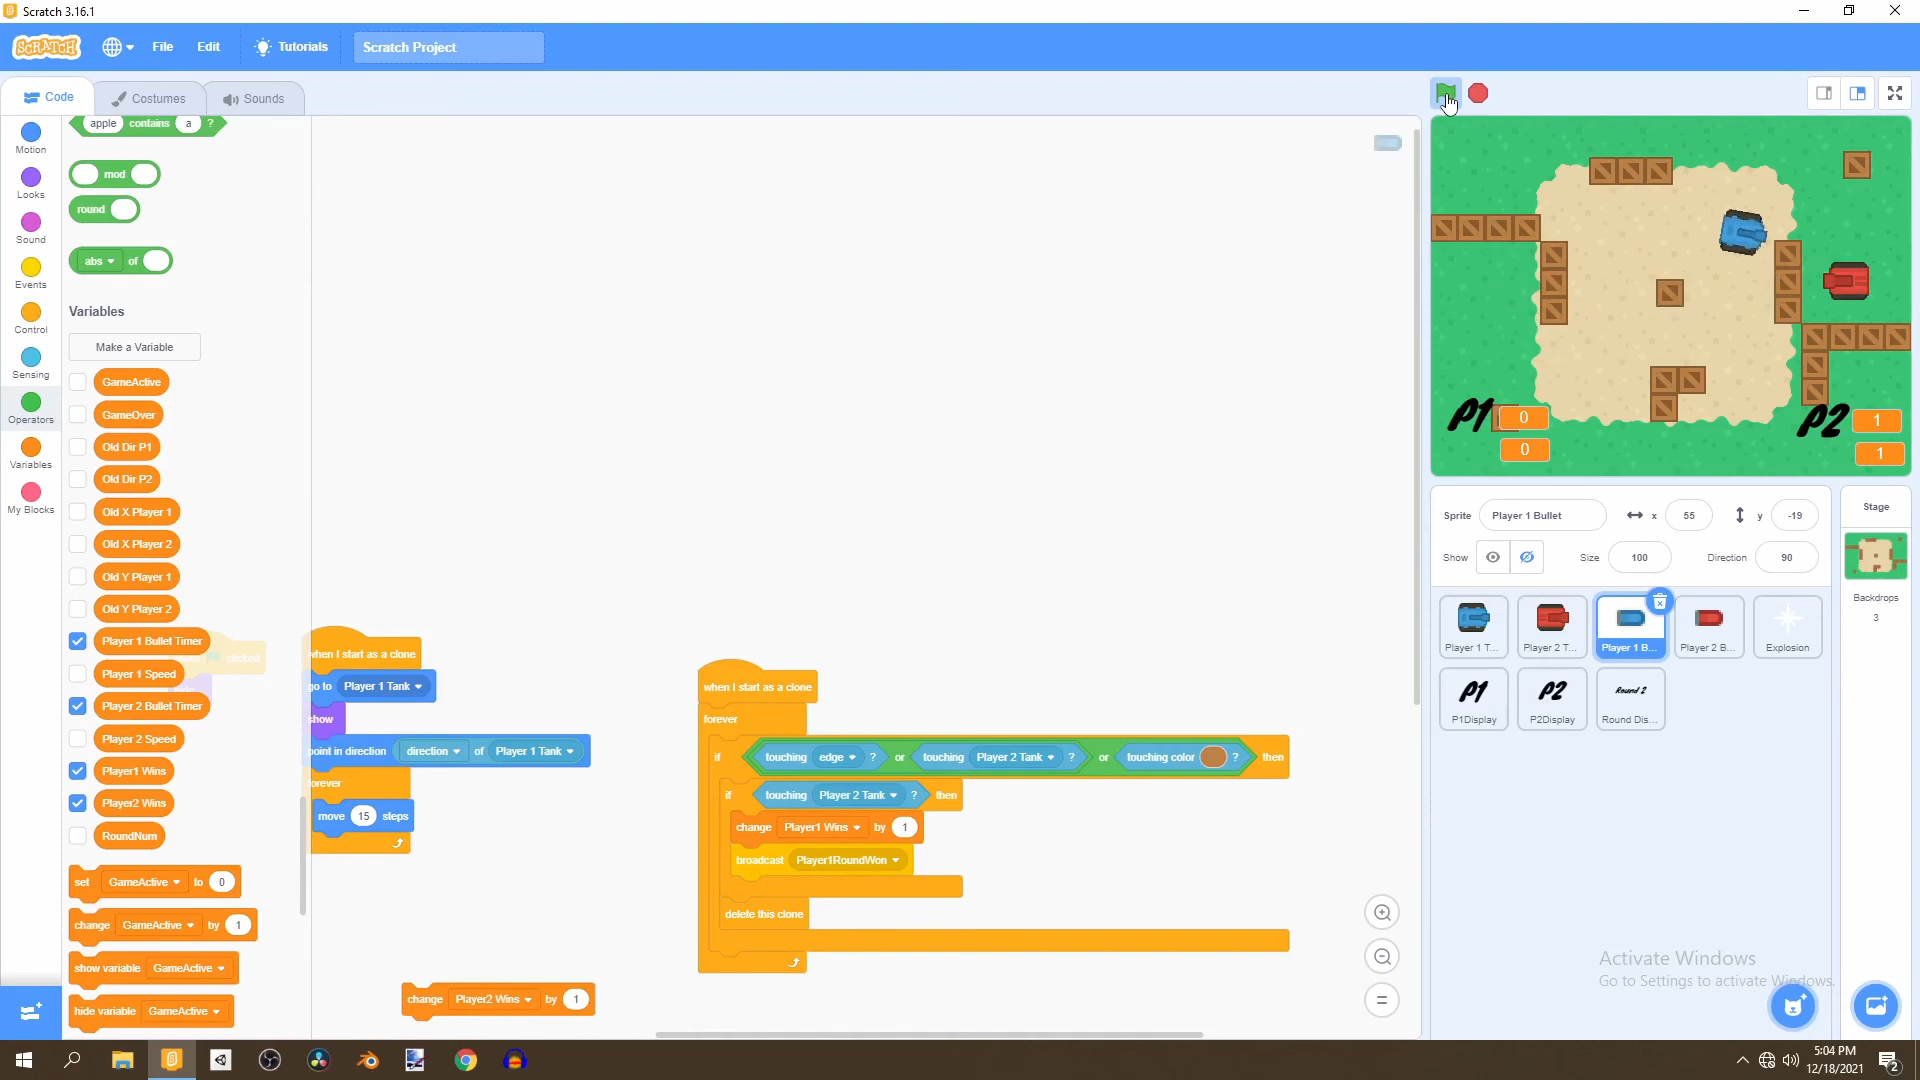 Scratch 3.16.1
SCRATCH
File
Edit
Tutorials
Scratch Project
Code
Costumes
Sounds
Motion
Looks
Sound
Events
Control
Sensing
Operators
Variables
My Blocks
apple contains a ?
mod
round
abs of
Variables
Make a Variable
GameActive
GameOver
Old Dir P1
Old Dir P2
Old X Player 1
Old X Player 2
Old Y Player 1
Old Y Player 2
Player 1 Bullet Timer
Player 1 Speed
Player 2 Bullet Timer
Player 2 Speed
Player1 Wins
Player2 Wins
RoundNum
set GameActive to 0
change GameActive by 1
show variable GameActive
hide variable GameActive
clicked
when I start as a clone
go to Player 1 Tank
show
point in direction direction of Player 1 Tank
forever
move 15 steps
change Player2 Wins by 1
when I start as a clone
forever
if touching edge ? or touching Player 2 Tank ? or touching color ? then
if touching Player 2 Tank ? then
change Player1 Wins by 1
broadcast Player1RoundWon
delete this clone
P1 0
0
P2 1
1
Sprite Player 1 Bullet x 55 y -19
Show Size 100 Direction 90
Player 1 T...
Player 2 T...
Player 1 B...
Player 2 B...
Explosion
P1
P1Display
P2
P2Display
Round 2
Round Dis...
Stage
Backdrops
3
Activate Windows
Go to Settings to activate Windows.
5:04 PM
12/18/2021
2